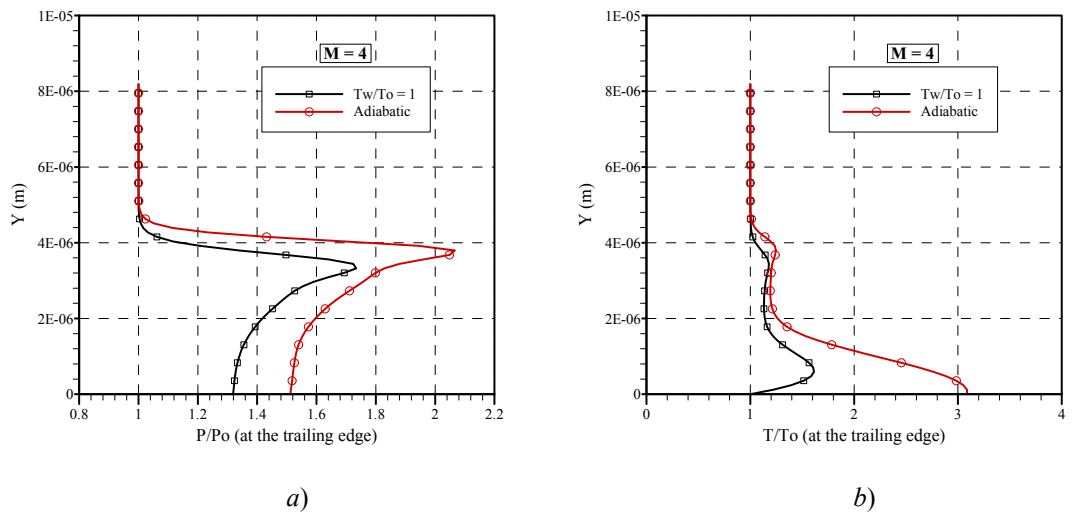 1E-05
8E-06
6E-06
4E-06
2E-06
0
Y (m)
M = 4
Tw/To = 1
Adiabatic
0.8 1 1.2 1.4 1.6 1.8 2 2.2
P/Po (at the trailing edge)
a)
1E-05
8E-06
6E-06
4E-06
2E-06
0
Y (m)
M = 4
Tw/To = 1
Adiabatic
0 1 2 3 4
T/To (at the trailing edge)
b)